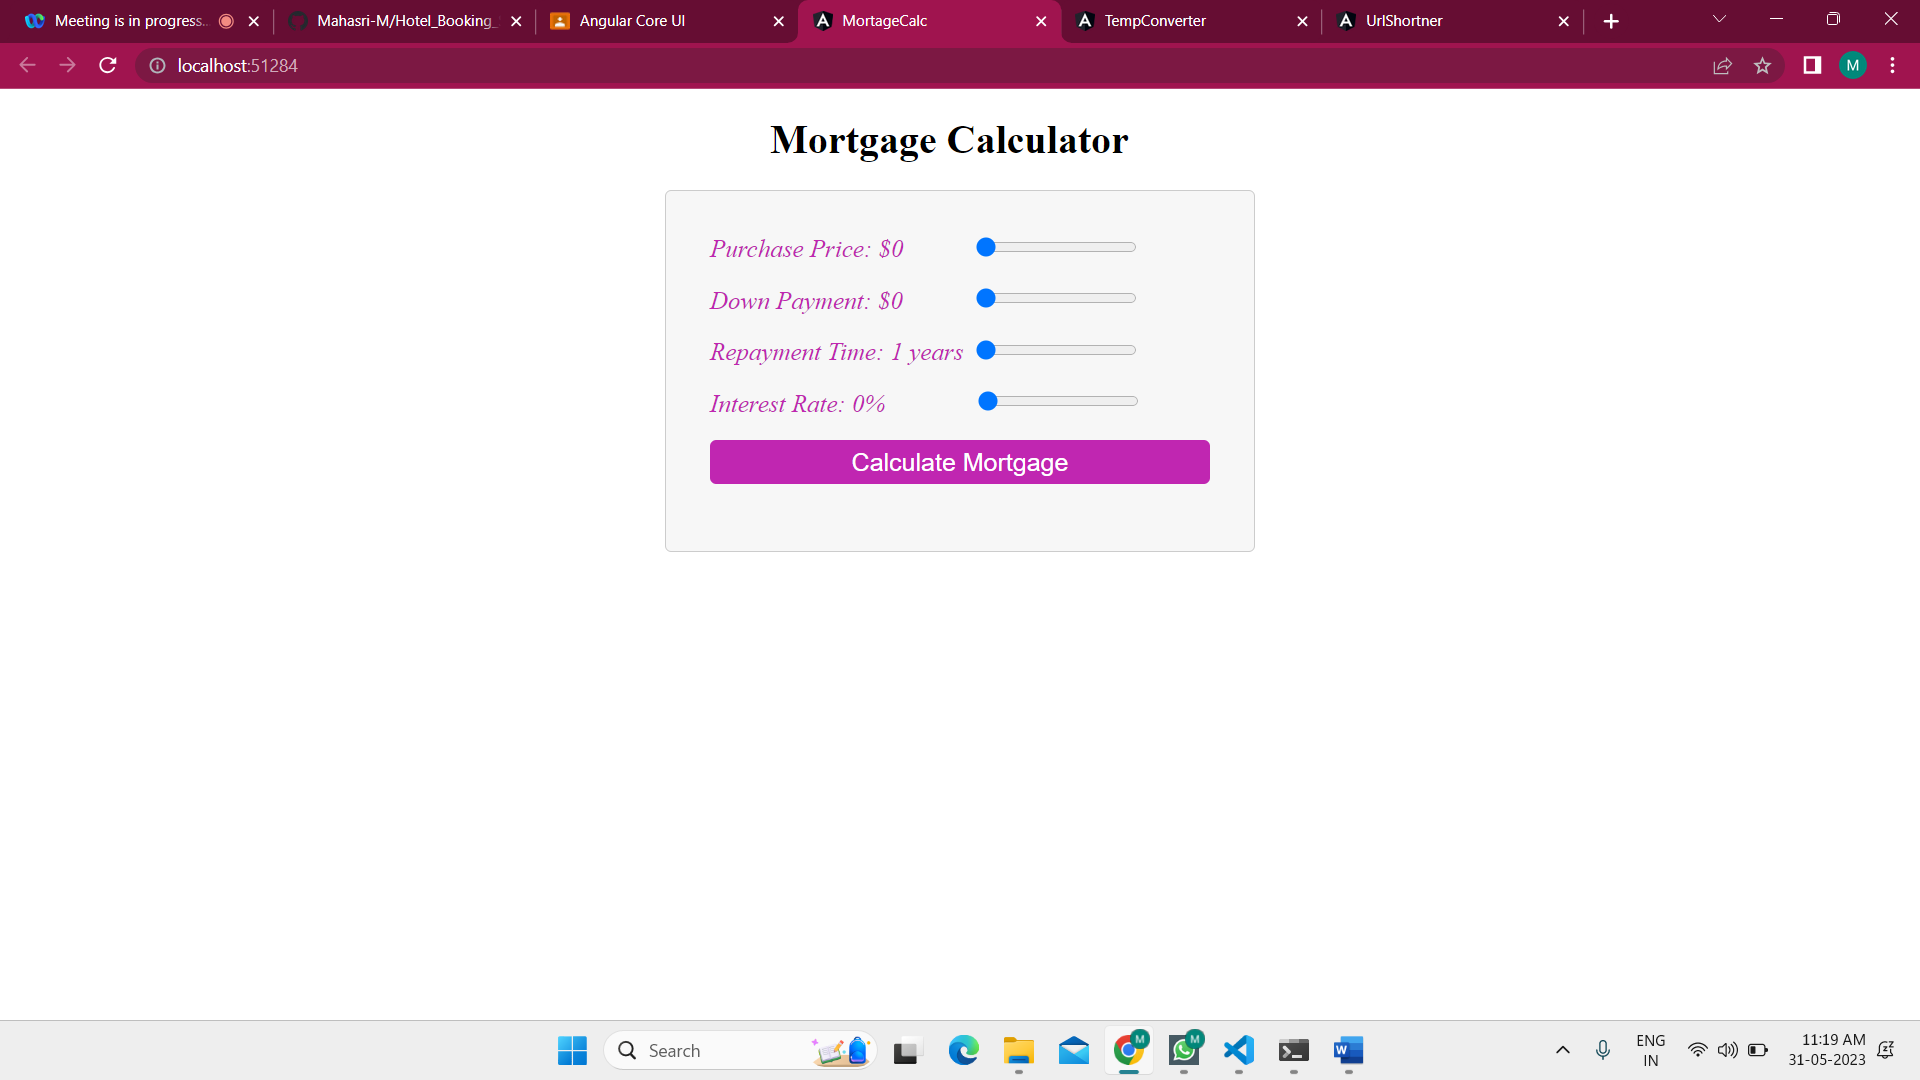 Meeting is in progress..
Mahasri-M/Hotel_Booking_
Angular Core UI
MortageCalc
TempConverter
UrlShortner
localhost:51284
M
Mortgage Calculator
Purchase Price: $0
Down Payment: $0
Repayment Time: 1 years
Interest Rate: 0%
Calculate Mortgage
Search
M
M
W
ENG
IN
11:19 AM
31-05-2023